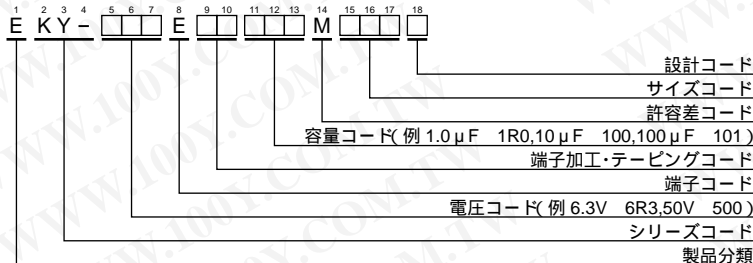 1 2 3 4 5 6 7 8 9 10 11 12 13 14 15 16 17 18
E K Y - □□□ E □□ □□□ M □□□ □
設計コード
サイズコード
許容差コード
容量コード(例 1.0μF 1R0,10μF 100,100μF 101)
端子加工・テーピングコード
端子コード
電圧コード(例 6.3V 6R3,50V 500)
シリーズコード
製品分類
WWW.100Y.COM.TW